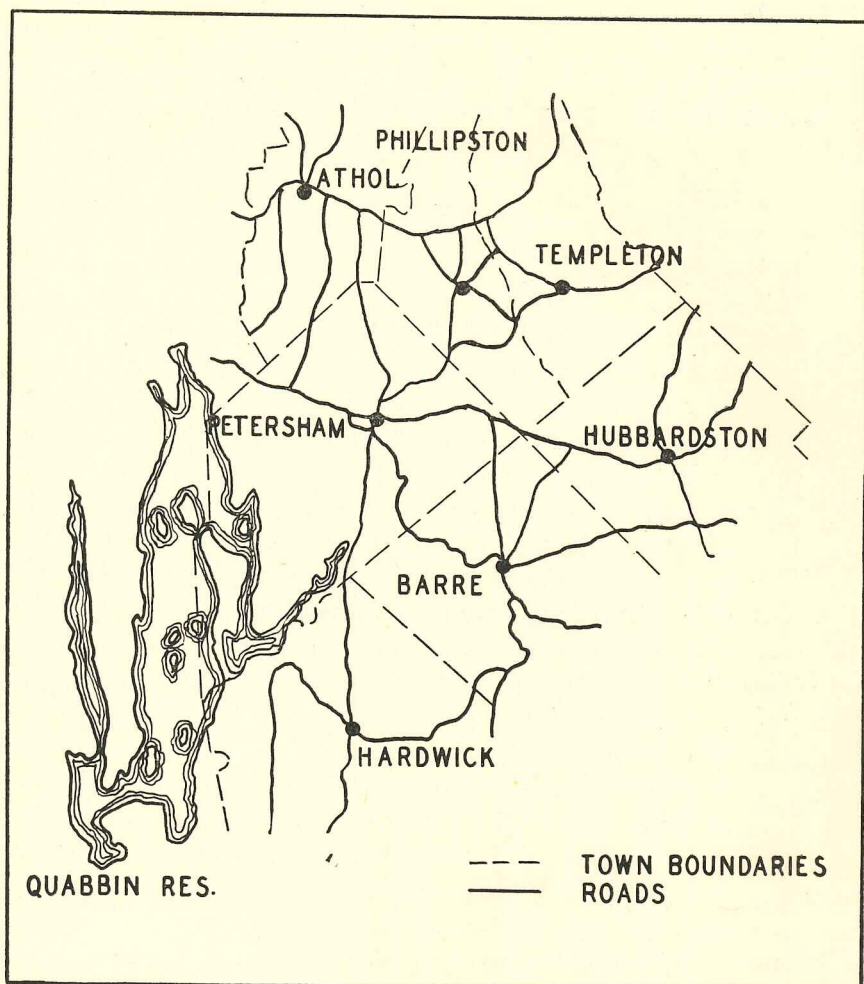 PHILLIPSTON
ATHOL
TEMPLETON
PETERSHAM
HUBBARDSTON
BARRE
HARDWICK
QUABBIN RES.
TOWN BOUNDARIES
ROADS